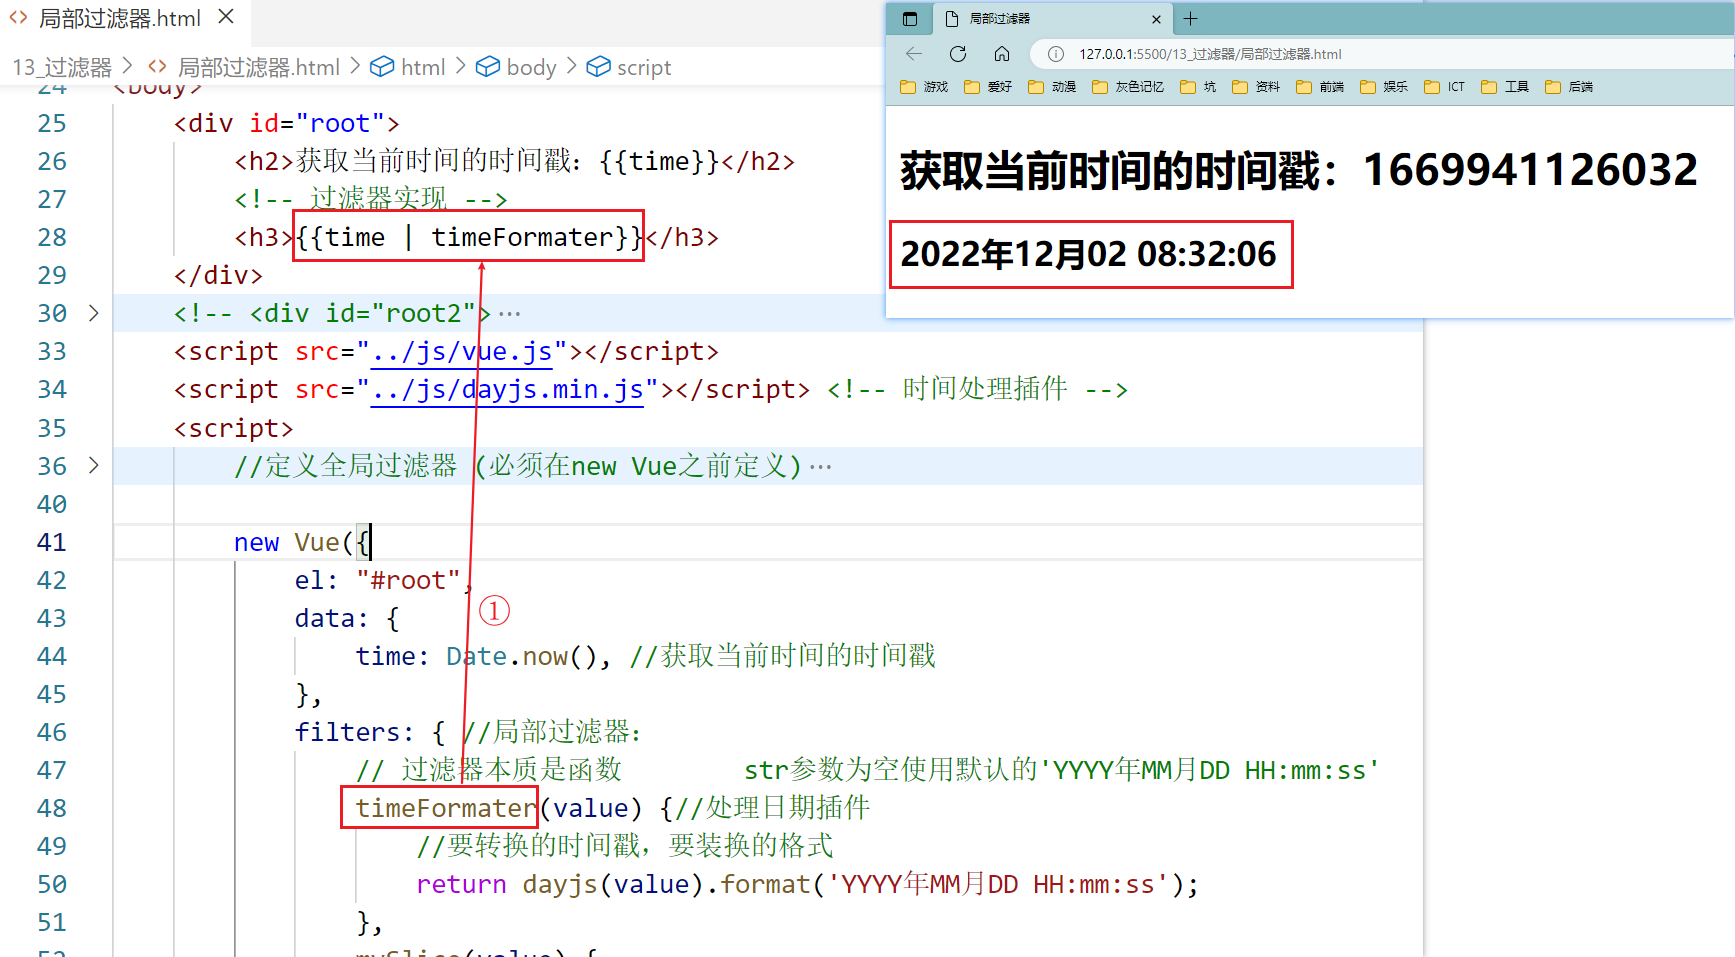 局部过滤器.html
13_过滤器 > 局部过滤器.html > html > body > script
局部过滤器
127.0.0.1:5500/13_过滤器/局部过滤器.html
游戏 爱好 动漫 灰色记忆 坑 资料 前端 娱乐 ICT 工具 后端
获取当前时间的时间戳：1669941126032
2022年12月02 08:32:06
24 <body>
25 <div id="root">
26 <h2>获取当前时间的时间戳：{{time}}</h2>
27 <!-- 过滤器实现 -->
28 <h3>{{time | timeFormater}}</h3>
29 </div>
30 <!-- <div id="root2">…
33 <script src="../js/vue.js"></script>
34 <script src="../js/dayjs.min.js"></script> <!-- 时间处理插件 -->
35 <script>
36 //定义全局过滤器 (必须在new Vue之前定义)…
40
41 new Vue({
42 el: "#root",
43 data: {
①
44 time: Date.now(), //获取当前时间的时间戳
45 },
46 filters: { //局部过滤器：
47 // 过滤器本质是函数 str参数为空使用默认的'YYYY年MM月DD HH:mm:ss'
48 timeFormater(value) {//处理日期插件
49 //要转换的时间戳，要装换的格式
50 return dayjs(value).format('YYYY年MM月DD HH:mm:ss');
51 },
52 mySlice(value) {